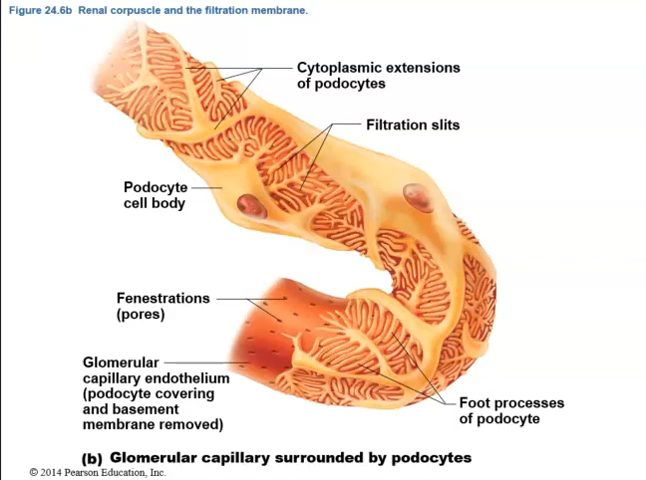 Figure 24.6b Renal corpuscle and the filtration membrane.
Cytoplasmic extensions
of podocytes
Filtration slits
Podocyte
cell body
Fenestrations
(pores)
Glomerular
capillary endothelium
(podocyte covering
and basement
membrane removed)
Foot processes
of podocyte
(b) Glomerular capillary surrounded by podocytes
© 2014 Pearson Education, Inc.